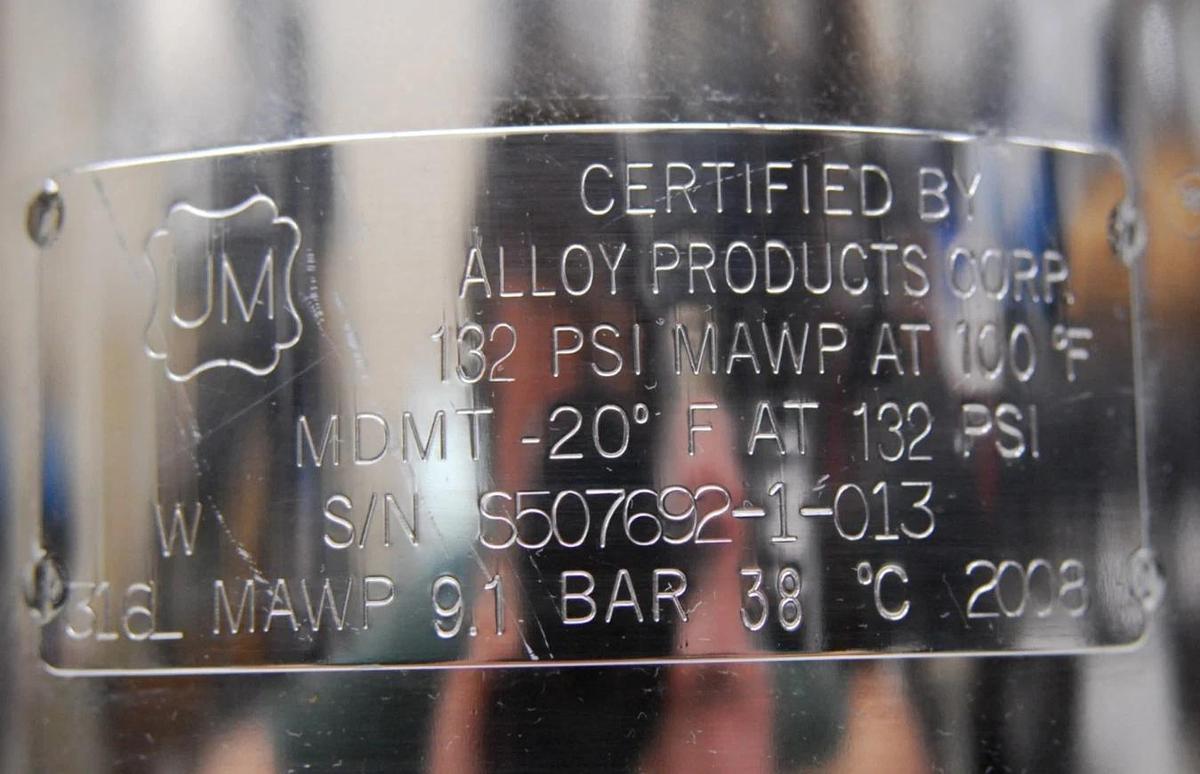 CERTIFIED BY
UM
ALLOY PRODUCTS CORP.
132 PSI MAWP AT 100 °F
MDMT -20° F AT 132 PSI
W S/N S507692-1-013
316L MAWP 9.1 BAR 38 °C 2008